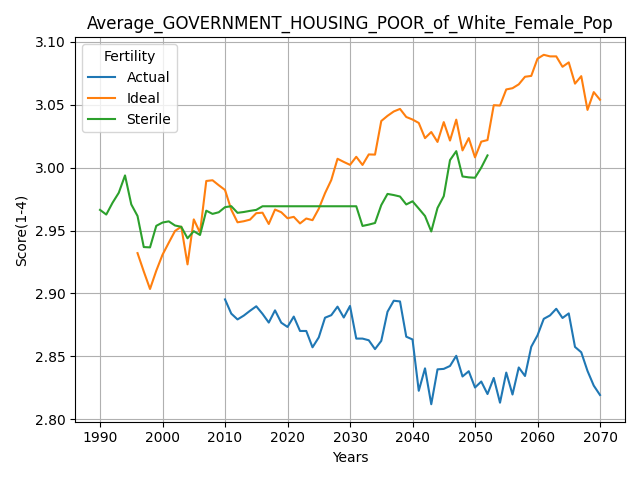 Average_GOVERNMENT_HOUSING_POOR_of_White_Female_Pop
Fertility
Actual
Ideal
Sterile
Score(1-4)
3.10
3.05
3.00
2.95
2.90
2.85
2.80
1990 2000 2010 2020 2030 2040 2050 2060 2070
Years